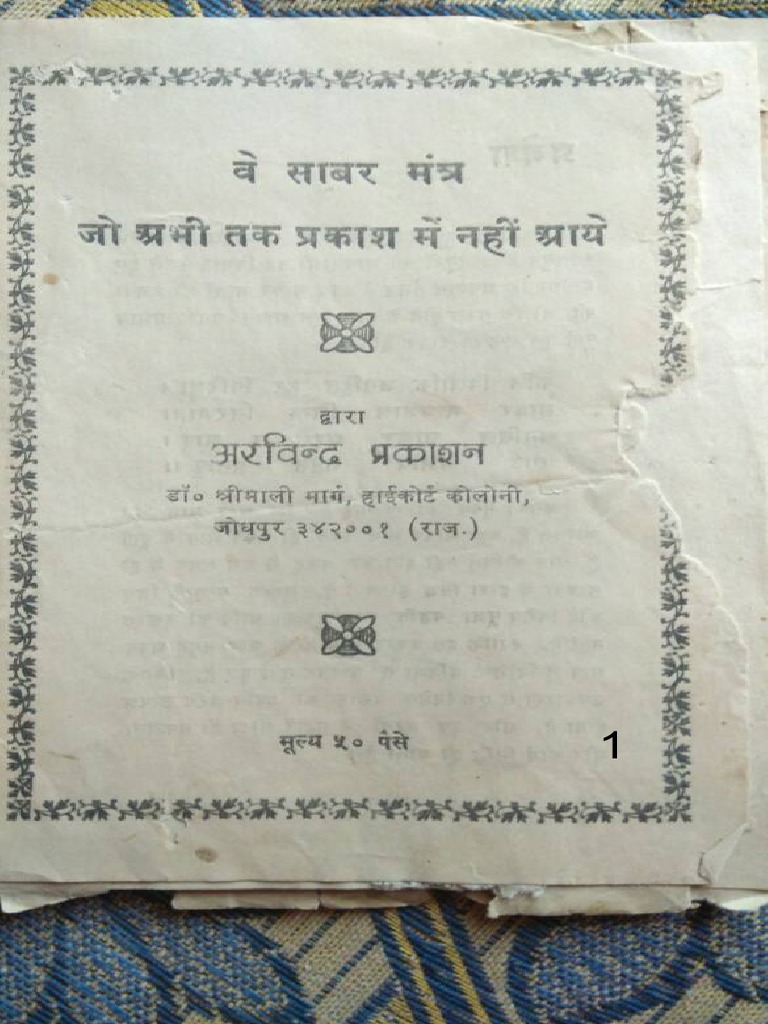 वे साबर मंत्र
जो अभी तक प्रकाश में नहीं आये
द्वारा
अरविन्द प्रकाशन
डॉ० श्रीमाली मार्ग, हाईकोर्ट कोलोनी,
जोधपुर ३४२००१ (राज.)
मूल्य ५० पैसे
1